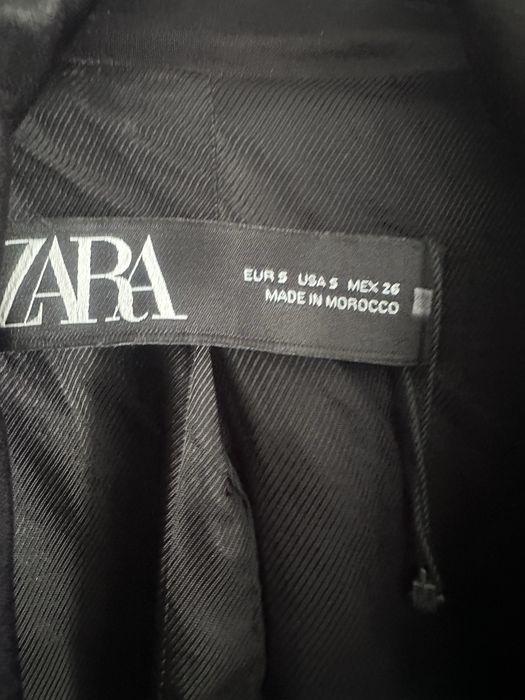 ZARA
EUR S USA S MEX 26
MADE IN MOROCCO